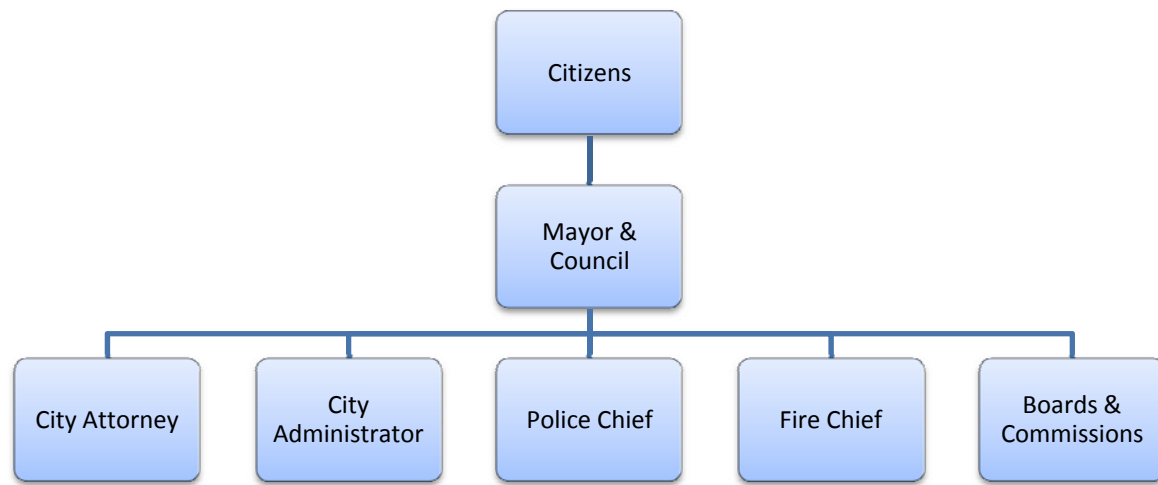 Citizens
Mayor &
Council
City Attorney
City
Administrator
Police Chief
Fire Chief
Boards &
Commissions